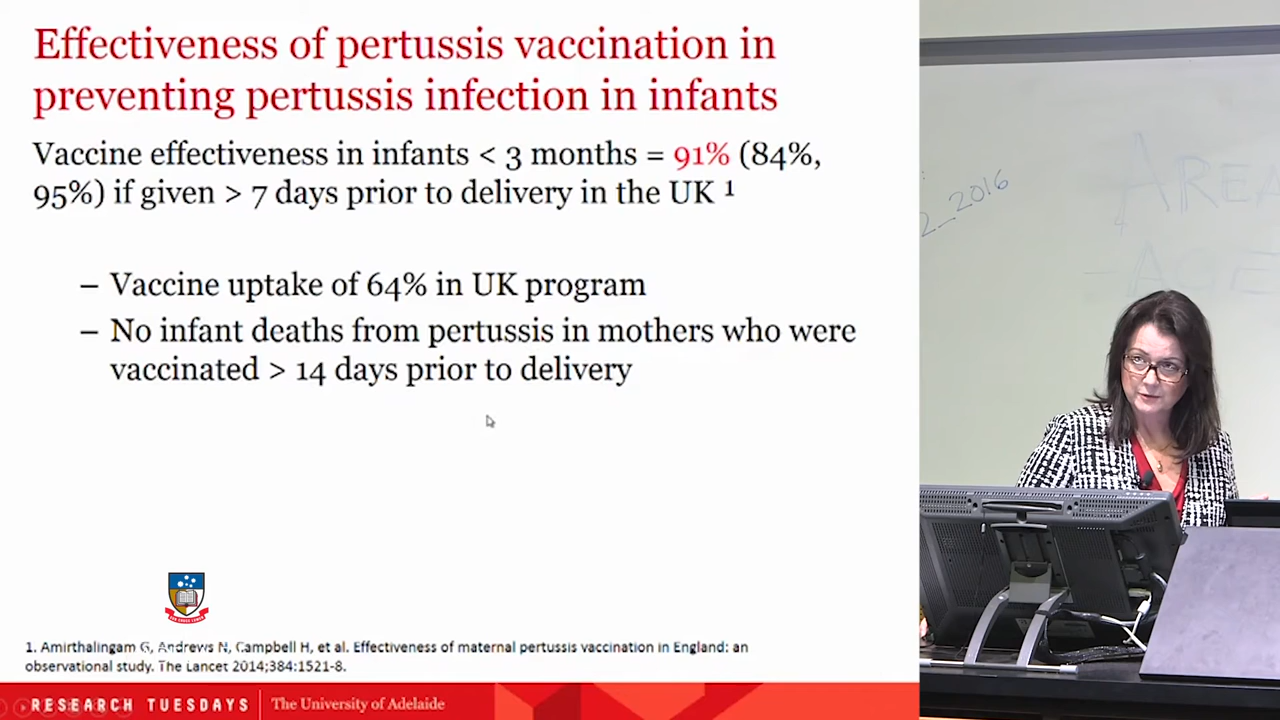 Effectiveness of pertussis vaccination in
preventing pertussis infection in infants
Vaccine effectiveness in infants < 3 months = 91% (84%,
95%) if given > 7 days prior to delivery in the UK ¹
– Vaccine uptake of 64% in UK program
– No infant deaths from pertussis in mothers who were
vaccinated > 14 days prior to delivery
1. Amirthalingam G, Andrews N, Campbell H, et al. Effectiveness of maternal pertussis vaccination in England: an
observational study. The Lancet 2014;384:1521-8.
RESEARCH TUESDAYS The University of Adelaide
2_2016
AREA
- AGE